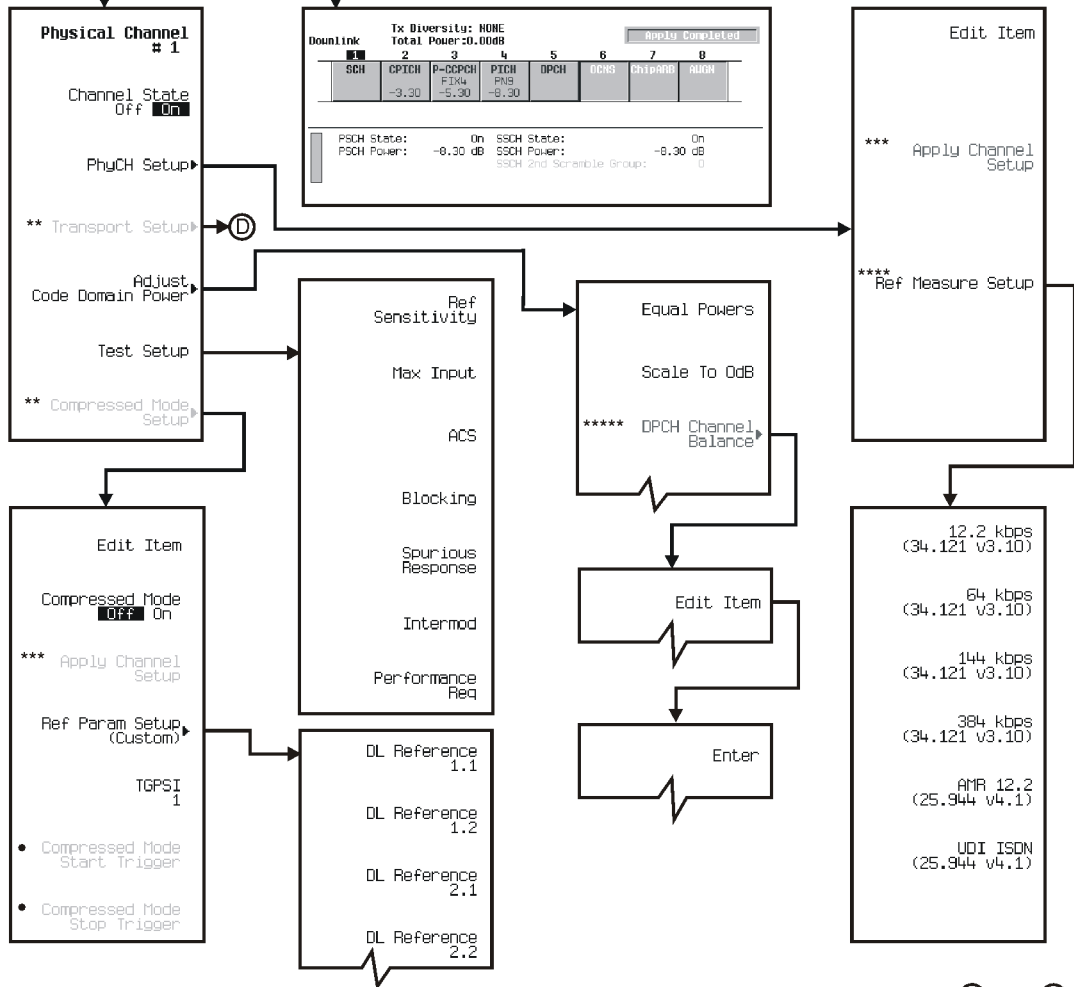 Physical Channel
# 1
Channel State
Off On
PhyCH Setup
** Transport Setup
D
Adjust
Code Domain Power
Test Setup
** Compressed Mode
Setup
Tx Diversity: NONE
Downlink Total Power:0.00dB
Apply Completed
1 2 3 4 5 6 7 8
SCH CPICH P-CCPCH PICH DPCH OCNS ChipARB AWGN
FIX4 PN9
-3.30 -5.30 -8.30
PSCH State: On SSCH State: On
PSCH Power: -8.30 dB SSCH Power: -8.30 dB
SSCH 2nd Scramble Group: 0
Edit Item
*** Apply Channel
Setup
****
Ref Measure Setup
Ref
Sensitivity
Max Input
ACS
Blocking
Spurious
Response
Intermod
Performance
Req
Equal Powers
Scale To 0dB
***** DPCH Channel
Balance
Edit Item
Enter
Edit Item
Compressed Mode
Off On
*** Apply Channel
Setup
Ref Param Setup
(Custom)
TGPSI
1
• Compressed Mode
Start Trigger
• Compressed Mode
Stop Trigger
DL Reference
1.1
DL Reference
1.2
DL Reference
2.1
DL Reference
2.2
12.2 kbps
(34.121 v3.10)
64 kbps
(34.121 v3.10)
144 kbps
(34.121 v3.10)
384 kbps
(34.121 v3.10)
AMR 12.2
(25.944 v4.1)
UDI ISDN
(25.944 v4.1)